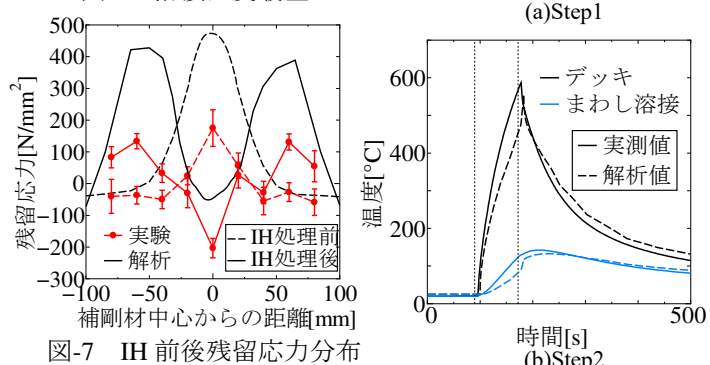 (a)Step1
残留応力[N/mm²]
500
400
300
200
100
0
−100
−200
−300
実験
解析
IH処理前
IH処理後
−100 −50 0 50 100
補剛材中心からの距離[mm]
図-7 IH 前後残留応力分布
温度[℃]
600
400
200
0
デッキ
まわし溶接
実測値
解析値
0 200 500
時間[s]
(b)Step2